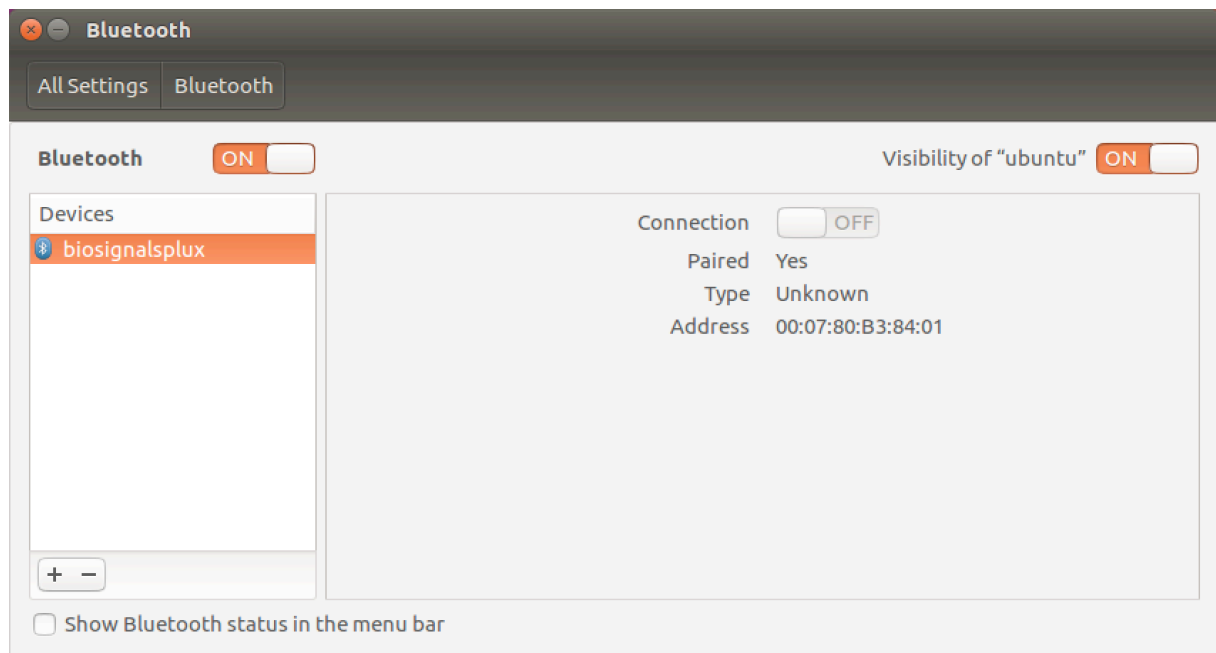 Bluetooth
All Settings Bluetooth
Bluetooth ON Visibility of “ubuntu” ON
Devices
biosignalsplux
Connection OFF
Paired Yes
Type Unknown
Address 00:07:80:B3:84:01
+ −
Show Bluetooth status in the menu bar